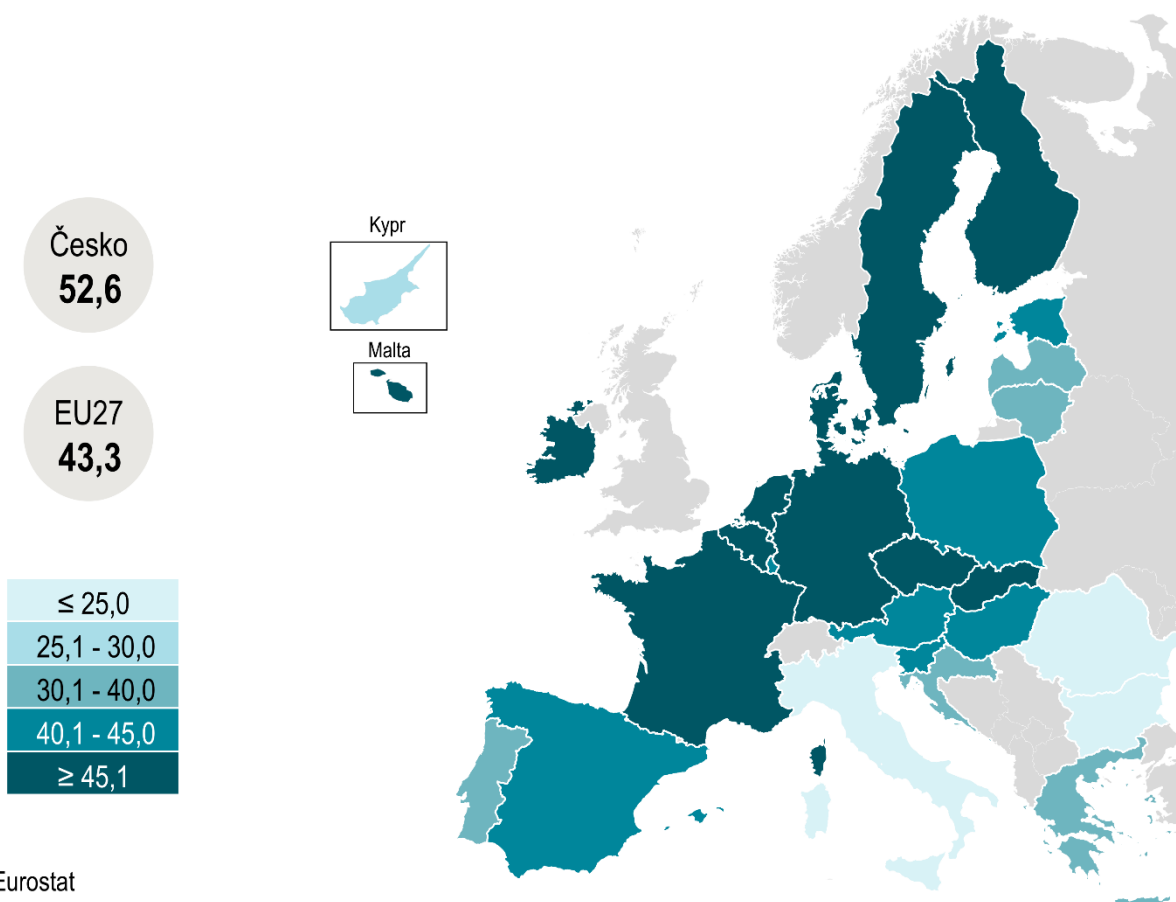 Česko
52,6
EU27
43,3
Kypr
Malta
≤ 25,0
25,1 - 30,0
30,1 - 40,0
40,1 - 45,0
≥ 45,1
Eurostat